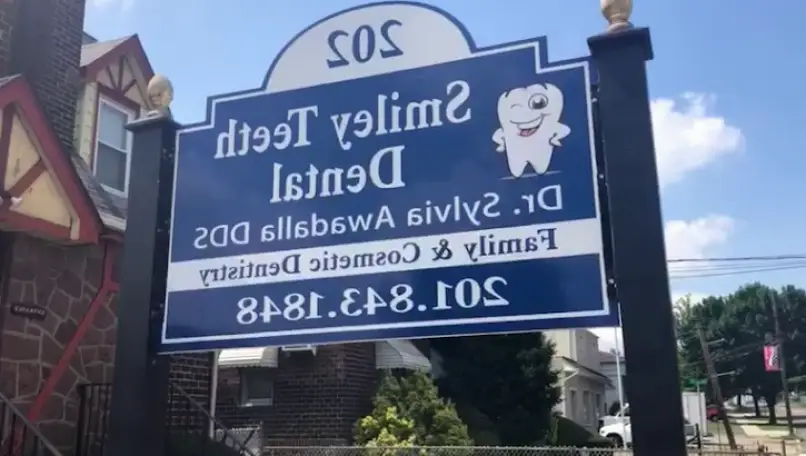 202
Smiley Teeth
Dental
Dr. Sylvia Awadalla DDS
Family & Cosmetic Dentistry
201.843.1848